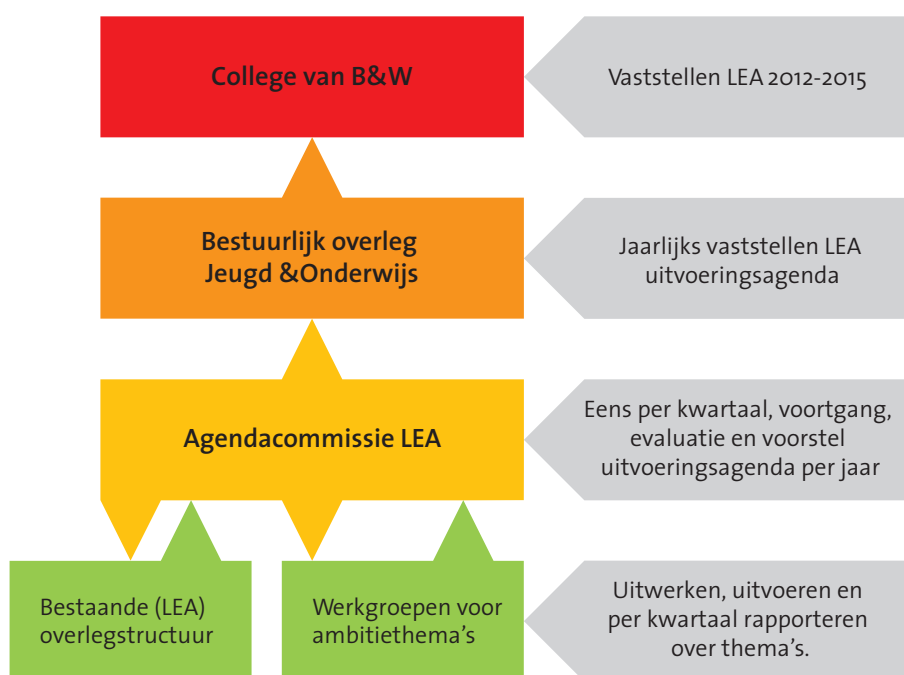 College van B&W
Vaststellen LEA 2012-2015
Bestuurlijk overleg
Jeugd &Onderwijs
Jaarlijks vaststellen LEA
uitvoeringsagenda
Agendacommissie LEA
Eens per kwartaal, voortgang,
evaluatie en voorstel
uitvoeringsagenda per jaar
Bestaande (LEA)
overlegstructuur
Werkgroepen voor
ambitiethema's
Uitwerken, uitvoeren en
per kwartaal rapporteren
over thema's.